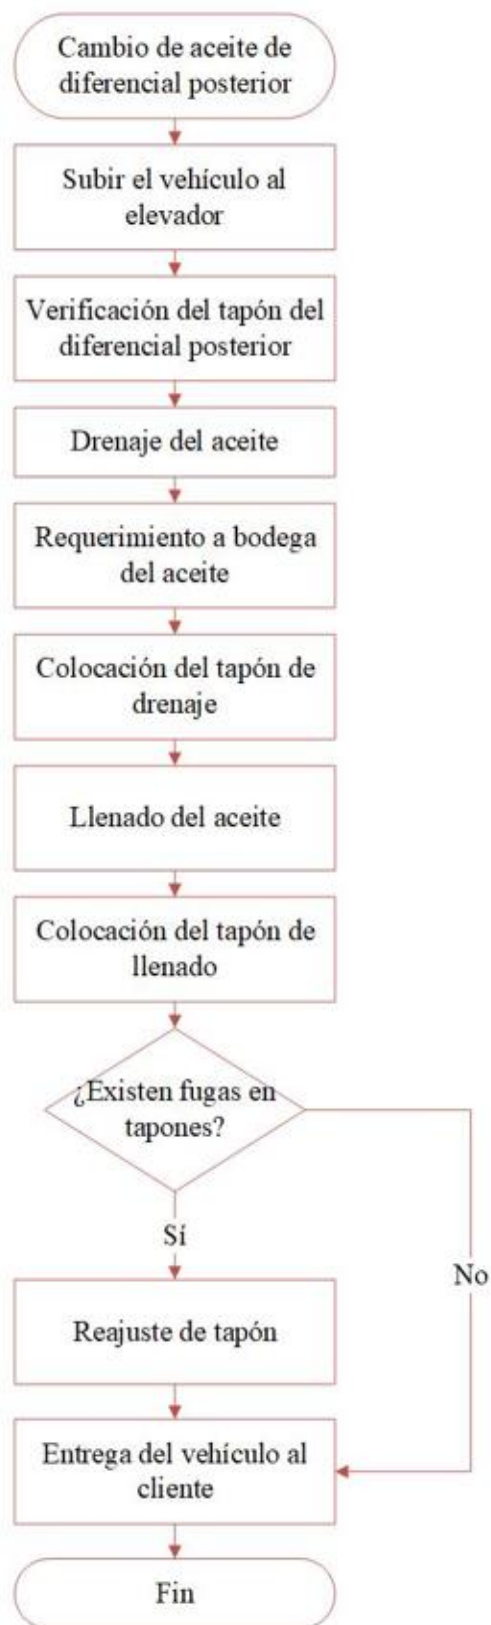 Cambio de aceite de
diferencial posterior
Subir el vehículo al
elevador
Verificación del tapón del
diferencial posterior
Drenaje del aceite
Requerimiento a bodega
del aceite
Colocación del tapón de
drenaje
Llenado del aceite
Colocación del tapón de
llenado
¿Existen fugas en
tapones?
Sí
No
Reajuste de tapón
Entrega del vehículo al
cliente
Fin